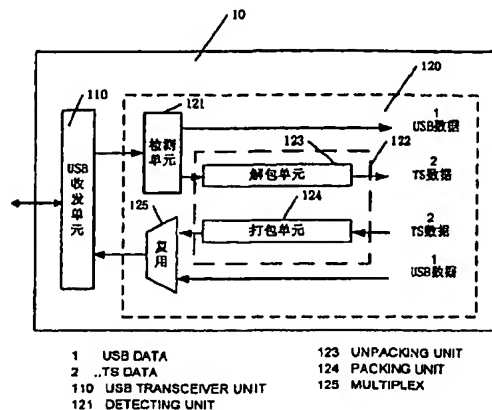 10
110
121
120
1
USB数据
检测
单元
123
122
2
解包单元
TS数据
USB
收发
单元
125
124
2
打包单元
TS数据
复用
1
USB数据
1 USB DATA
2 ..TS DATA
110 USB TRANSCEIVER UNIT
121 DETECTING UNIT
123 UNPACKING UNIT
124 PACKING UNIT
125 MULTIPLEX